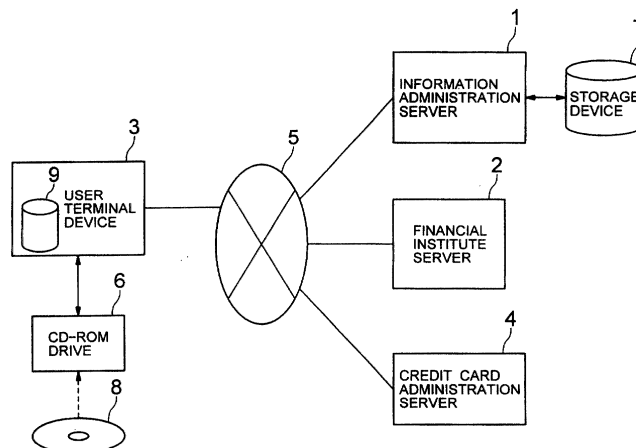 1
INFORMATION
ADMINISTRATION
SERVER
STORAGE
DEVICE
3
9
USER
TERMINAL
DEVICE
5
2
FINANCIAL
INSTITUTE
SERVER
6
CD-ROM
DRIVE
4
CREDIT CARD
ADMINISTRATION
SERVER
8